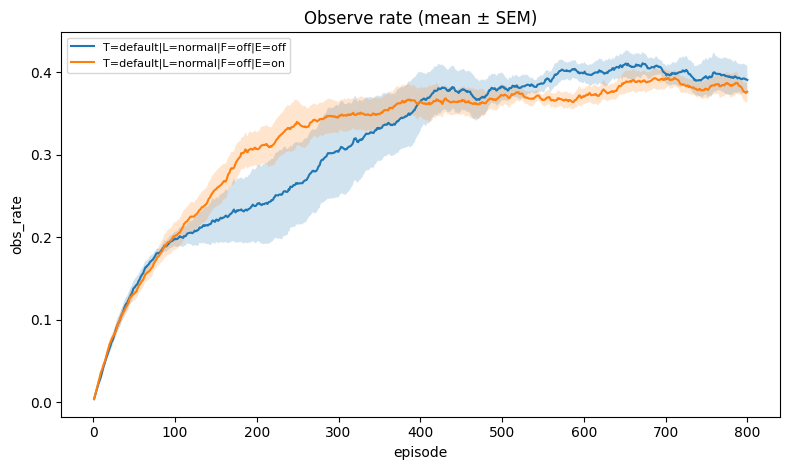 Observe rate (mean ± SEM)
T=default|L=normal|F=off|E=off
T=default|L=normal|F=off|E=on
obs_rate
0.4
0.3
0.2
0.1
0.0
0 100 200 300 400 500 600 700 800
episode